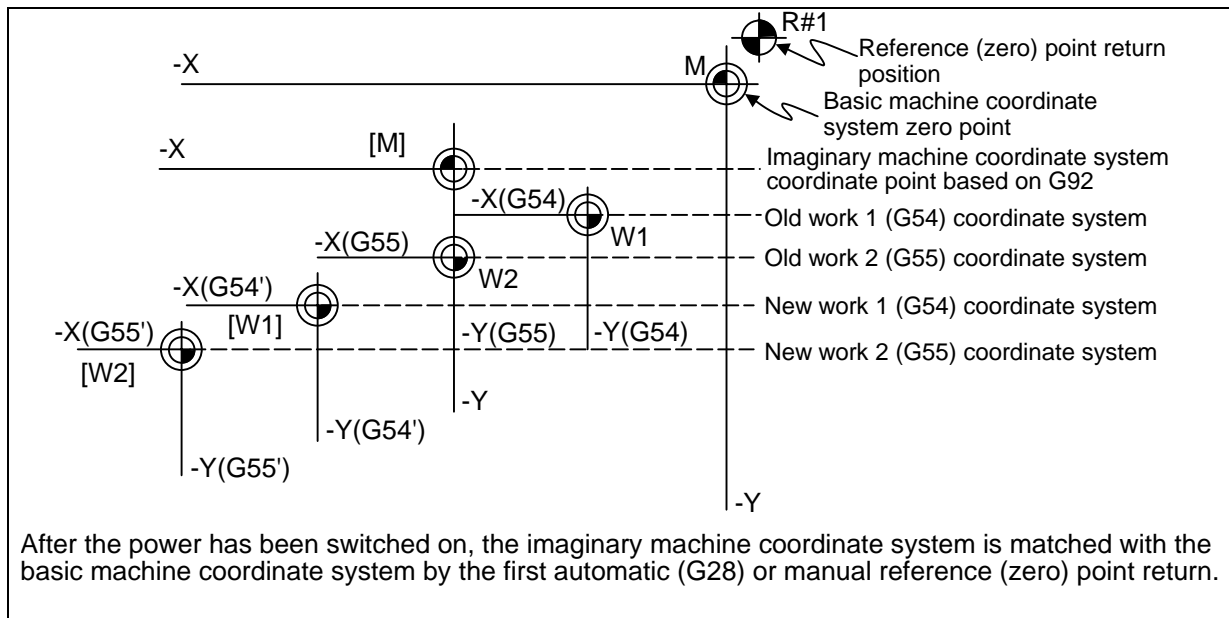 R#1
Reference (zero) point return
position
-X
M
Basic machine coordinate
system zero point
-X
[M]
Imaginary machine coordinate system
coordinate point based on G92
-X(G54)
Old work 1 (G54) coordinate system
W1
-X(G55)
Old work 2 (G55) coordinate system
W2
-X(G54')
[W1]
New work 1 (G54) coordinate system
-Y(G55)
-Y(G54)
-X(G55')
New work 2 (G55) coordinate system
[W2]
-Y
-Y(G54')
-Y(G55')
-Y
After the power has been switched on, the imaginary machine coordinate system is matched with the
basic machine coordinate system by the first automatic (G28) or manual reference (zero) point return.